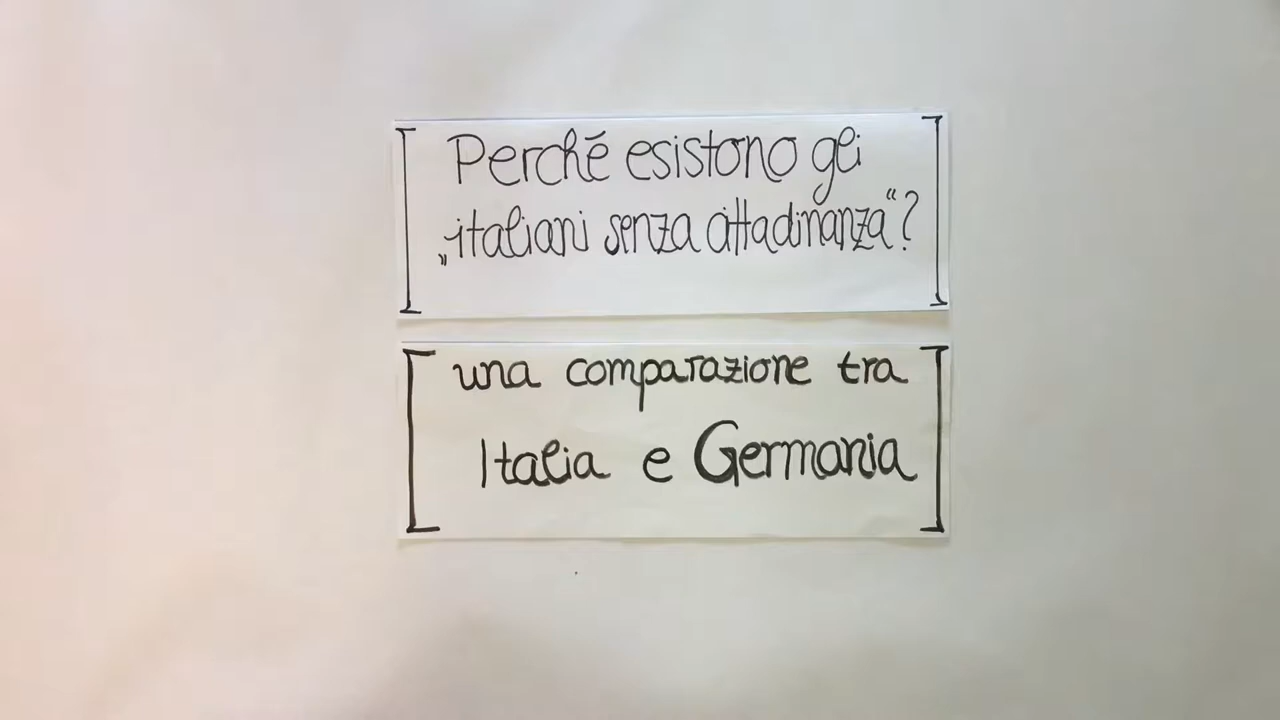 Perché esistono gli
„italiani senza cittadinanza“?
una comparazione tra
Italia e Germania